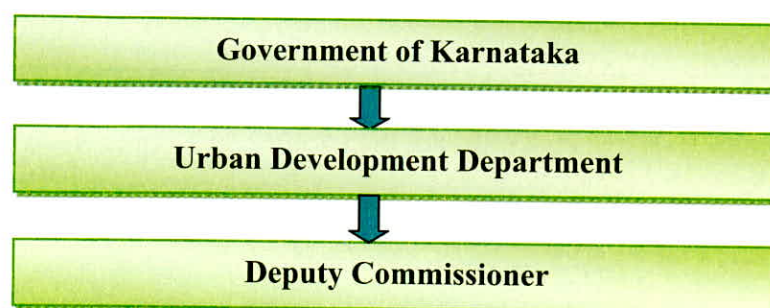 Government of Karnataka
Urban Development Department
Deputy Commissioner